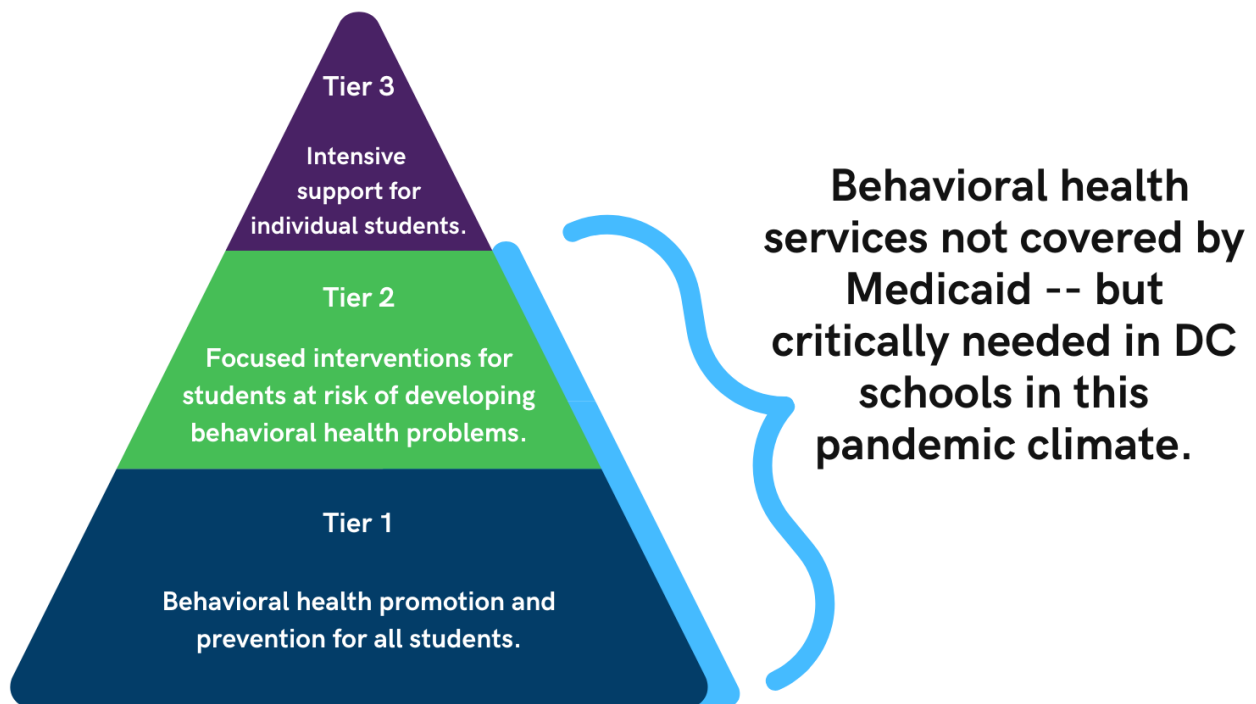 Tier 3
Intensive
support for
individual students.
Tier 2
Focused interventions for
students at risk of developing
behavioral health problems.
Tier 1
Behavioral health promotion and
prevention for all students.
Behavioral health
services not covered by
Medicaid -- but
critically needed in DC
schools in this
pandemic climate.